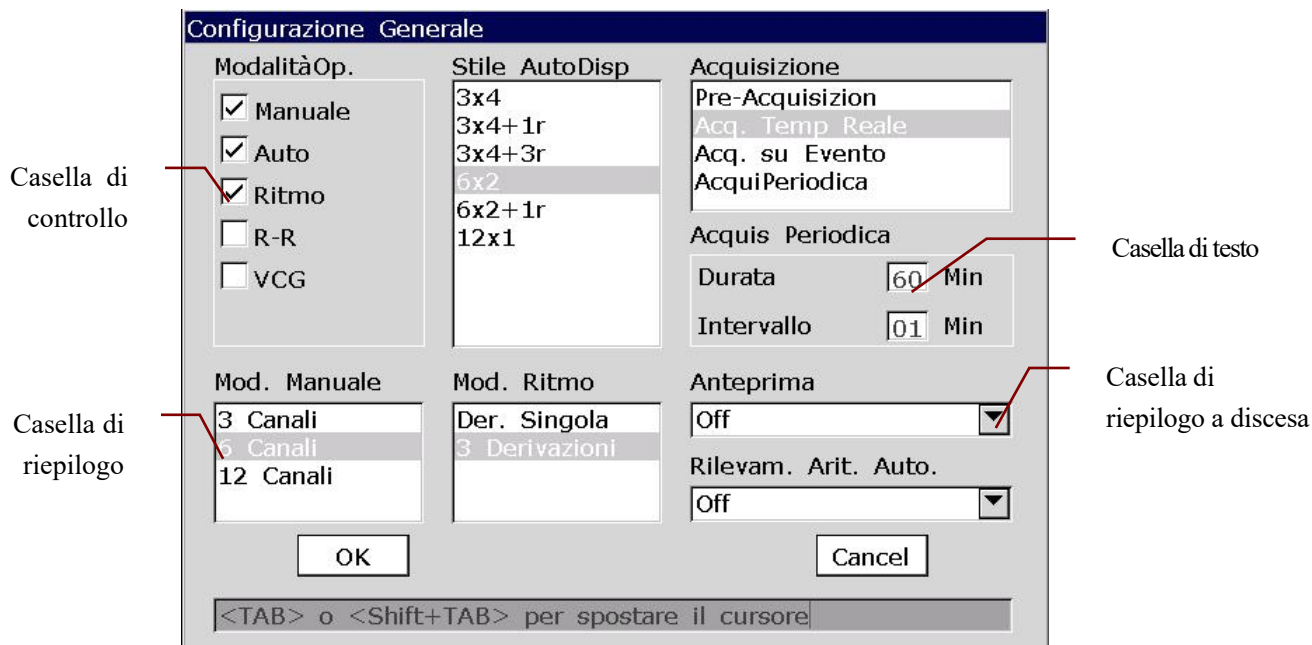 Configurazione Generale
ModalitàOp.
Manuale
Auto
Ritmo
R-R
VCG
Stile AutoDisp
3x4
3x4+1r
3x4+3r
6x2
6x2+1r
12x1
Acquisizione
Pre-Acquisizion
Acq. Temp Reale
Acq. su Evento
AcquiPeriodica
Acquis Periodica
Durata 60 Min
Intervallo 01 Min
Mod. Manuale
3 Canali
6 Canali
12 Canali
Mod. Ritmo
Der. Singola
3 Derivazioni
Anteprima
Off
Rilevam. Arit. Auto.
Off
OK
Cancel
<TAB> o <Shift+TAB> per spostare il cursore
Casella di
controllo
Casella di
riepilogo
Casella di testo
Casella di
riepilogo a discesa